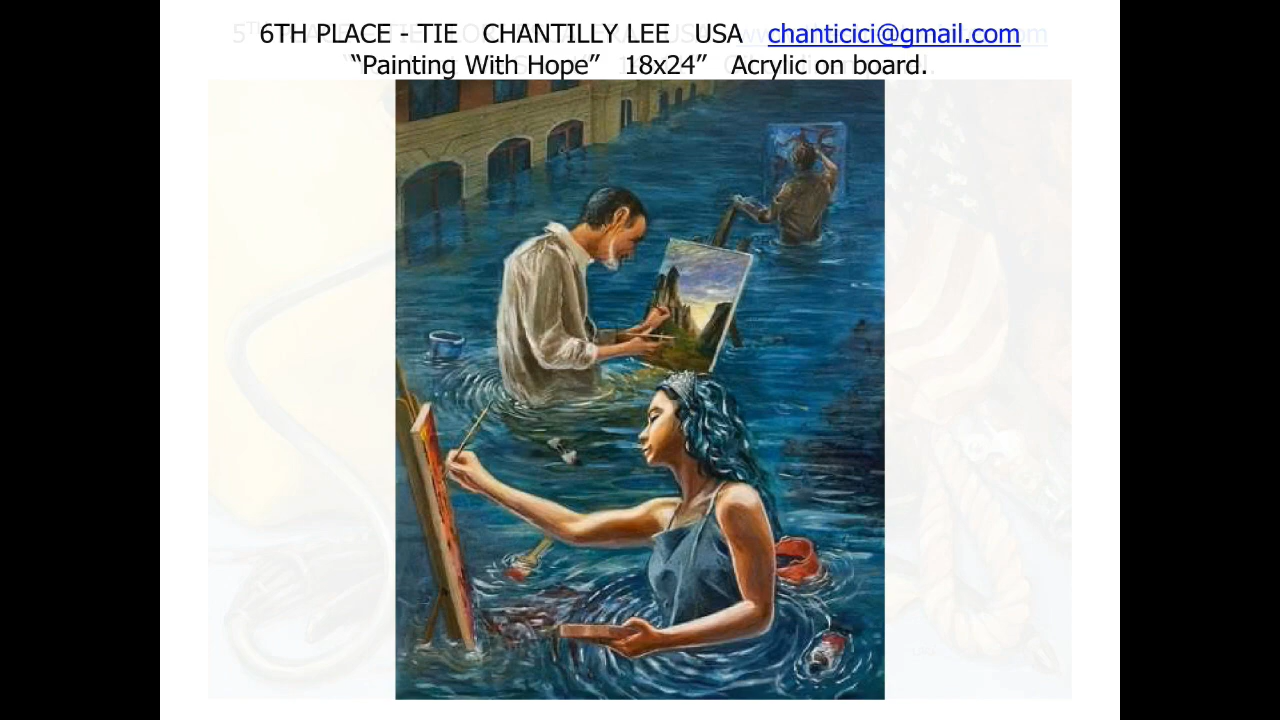 6TH PLACE - TIE CHANTILLY LEE USA chanticici@gmail.com
“Painting With Hope” 18x24” Acrylic on board.